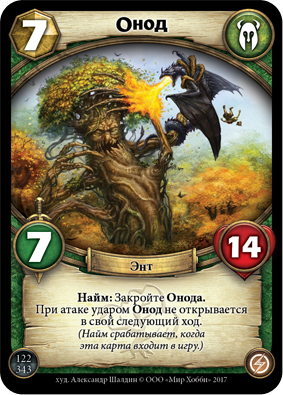 7
Онод
7
14
Энт
Найм: Закройте Онода.
При атаке ударом Онод не открывается
в свой следующий ход.
(Найм срабатывает, когда
эта карта входит в игру.)
122
343
худ. Александр Шалдин © ООО «Мир Хобби» 2017